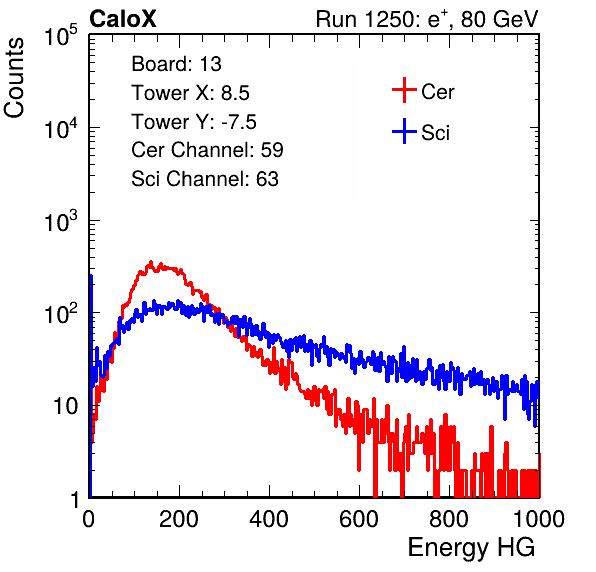 CaloX Run 1250: e⁺, 80 GeV
Counts
Board: 13
Tower X: 8.5
Tower Y: -7.5
Cer Channel: 59
Sci Channel: 63
Cer
Sci
10⁵
10⁴
10³
10²
10
1
0 200 400 600 800 1000
Energy HG